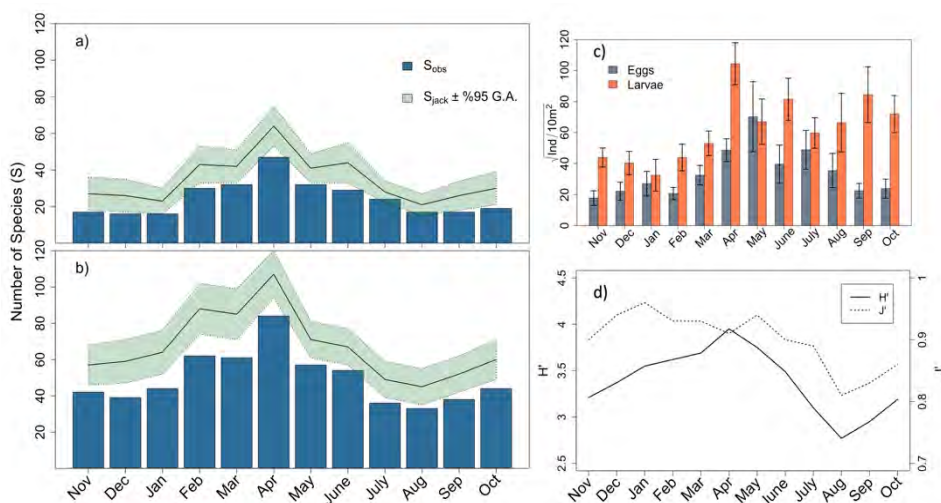 Number of Species (S)
a)
120
100
80
60
40
20
S_obs
S_jack ± %95 G.A.
b)
120
100
80
60
40
20
Nov Dec Jan Feb Mar Apr May June July Aug Sep Oct
c)
√Ind/10m²
120
100
80
60
40
20
0
Eggs
Larvae
Nov Dec Jan Feb Mar Apr May June July Aug Sep Oct
d)
H'
4.5
4
3.5
3
2.5
H'
J'
1
0.9
0.8
0.7
Nov Dec Jan Feb Mar Apr May June July Aug Sep Oct